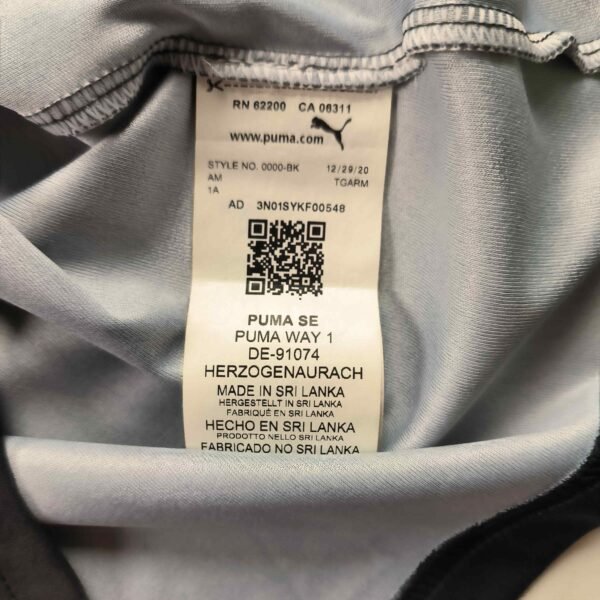 RN 62200 CA 06311
www.puma.com
STYLE NO. 0000-BK 12/29/20
AM TGARM
1A
AD 3N01SYKF00548
PUMA SE
PUMA WAY 1
DE-91074
HERZOGENAURACH
MADE IN SRI LANKA
HERGESTELLT IN SRI LANKA
FABRIQUÉ EN SRI LANKA
HECHO EN SRI LANKA
PRODOTTO NELLO SRI LANKA
FABRICADO NO SRI LANKA